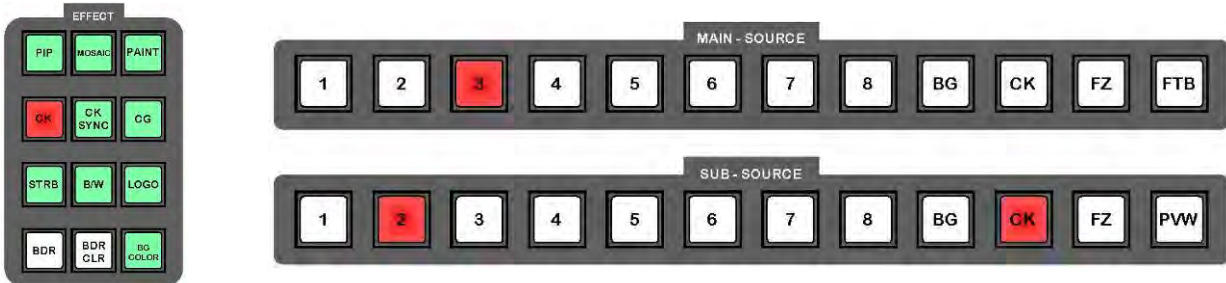 EFFECT
PIP MOSAIC PAINT
CK CK SYNC CG
STRB B/W LOGO
BDR BDR CLR BG COLOR
MAIN - SOURCE
1 2 3 4 5 6 7 8 BG CK FZ FTB
SUB - SOURCE
1 2 3 4 5 6 7 8 BG CK FZ PVW